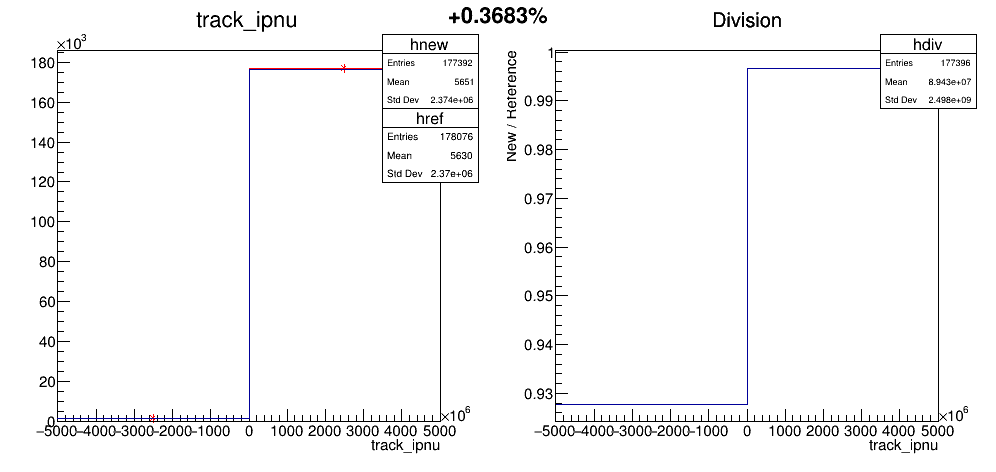 track_ipnu
+0.3683%
Division
×10³
hnew
Entries 177392
Mean 5651
Std Dev 2.374e+06
href
Entries 178076
Mean 5630
Std Dev 2.37e+06
180
160
140
120
100
80
60
40
20
0
−5000 −4000 −3000 −2000 −1000 0 1000 2000 3000 4000 5000
×10⁶
track_ipnu
New / Reference
hdiv
Entries 177396
Mean 8.943e+07
Std Dev 2.498e+09
1
0.99
0.98
0.97
0.96
0.95
0.94
0.93
−5000 −4000 −3000 −2000 −1000 0 1000 2000 3000 4000 5000
×10⁶
track_ipnu